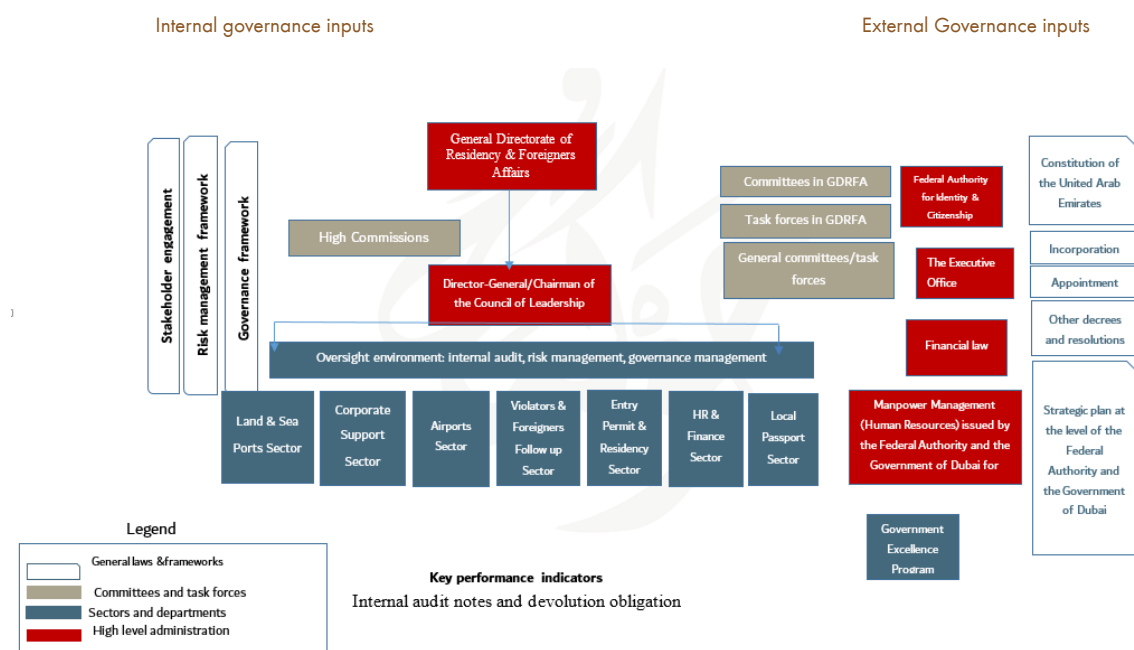 Internal governance inputs
External Governance inputs
Stakeholder engagement
Risk management framework
Governance framework
General Directorate of
Residency & Foreigners
Affairs
High Commissions
Director-General/Chairman of
the Council of Leadership
Oversight environment: internal audit, risk management, governance management
Land & Sea
Ports Sector
Corporate
Support
Sector
Airports
Sector
Violators &
Foreigners
Follow up
Sector
Entry
Permit &
Residency
Sector
HR &
Finance
Sector
Local
Passport
Sector
Committees in GDRFA
Task forces in GDRFA
General committees/task
forces
Federal Authority
for Identity &
Citizenship
The Executive
Office
Financial law
Manpower Management
(Human Resources) issued by
the Federal Authority and the
Government of Dubai for
Government
Excellence
Program
Constitution of
the United Arab
Emirates
Incorporation
Appointment
Other decrees
and resolutions
Strategic plan at
the level of the
Federal
Authority and
the Government
of Dubai
Legend
General laws &frameworks
Committees and task forces
Sectors and departments
High level administration
Key performance indicators
Internal audit notes and devolution obligation